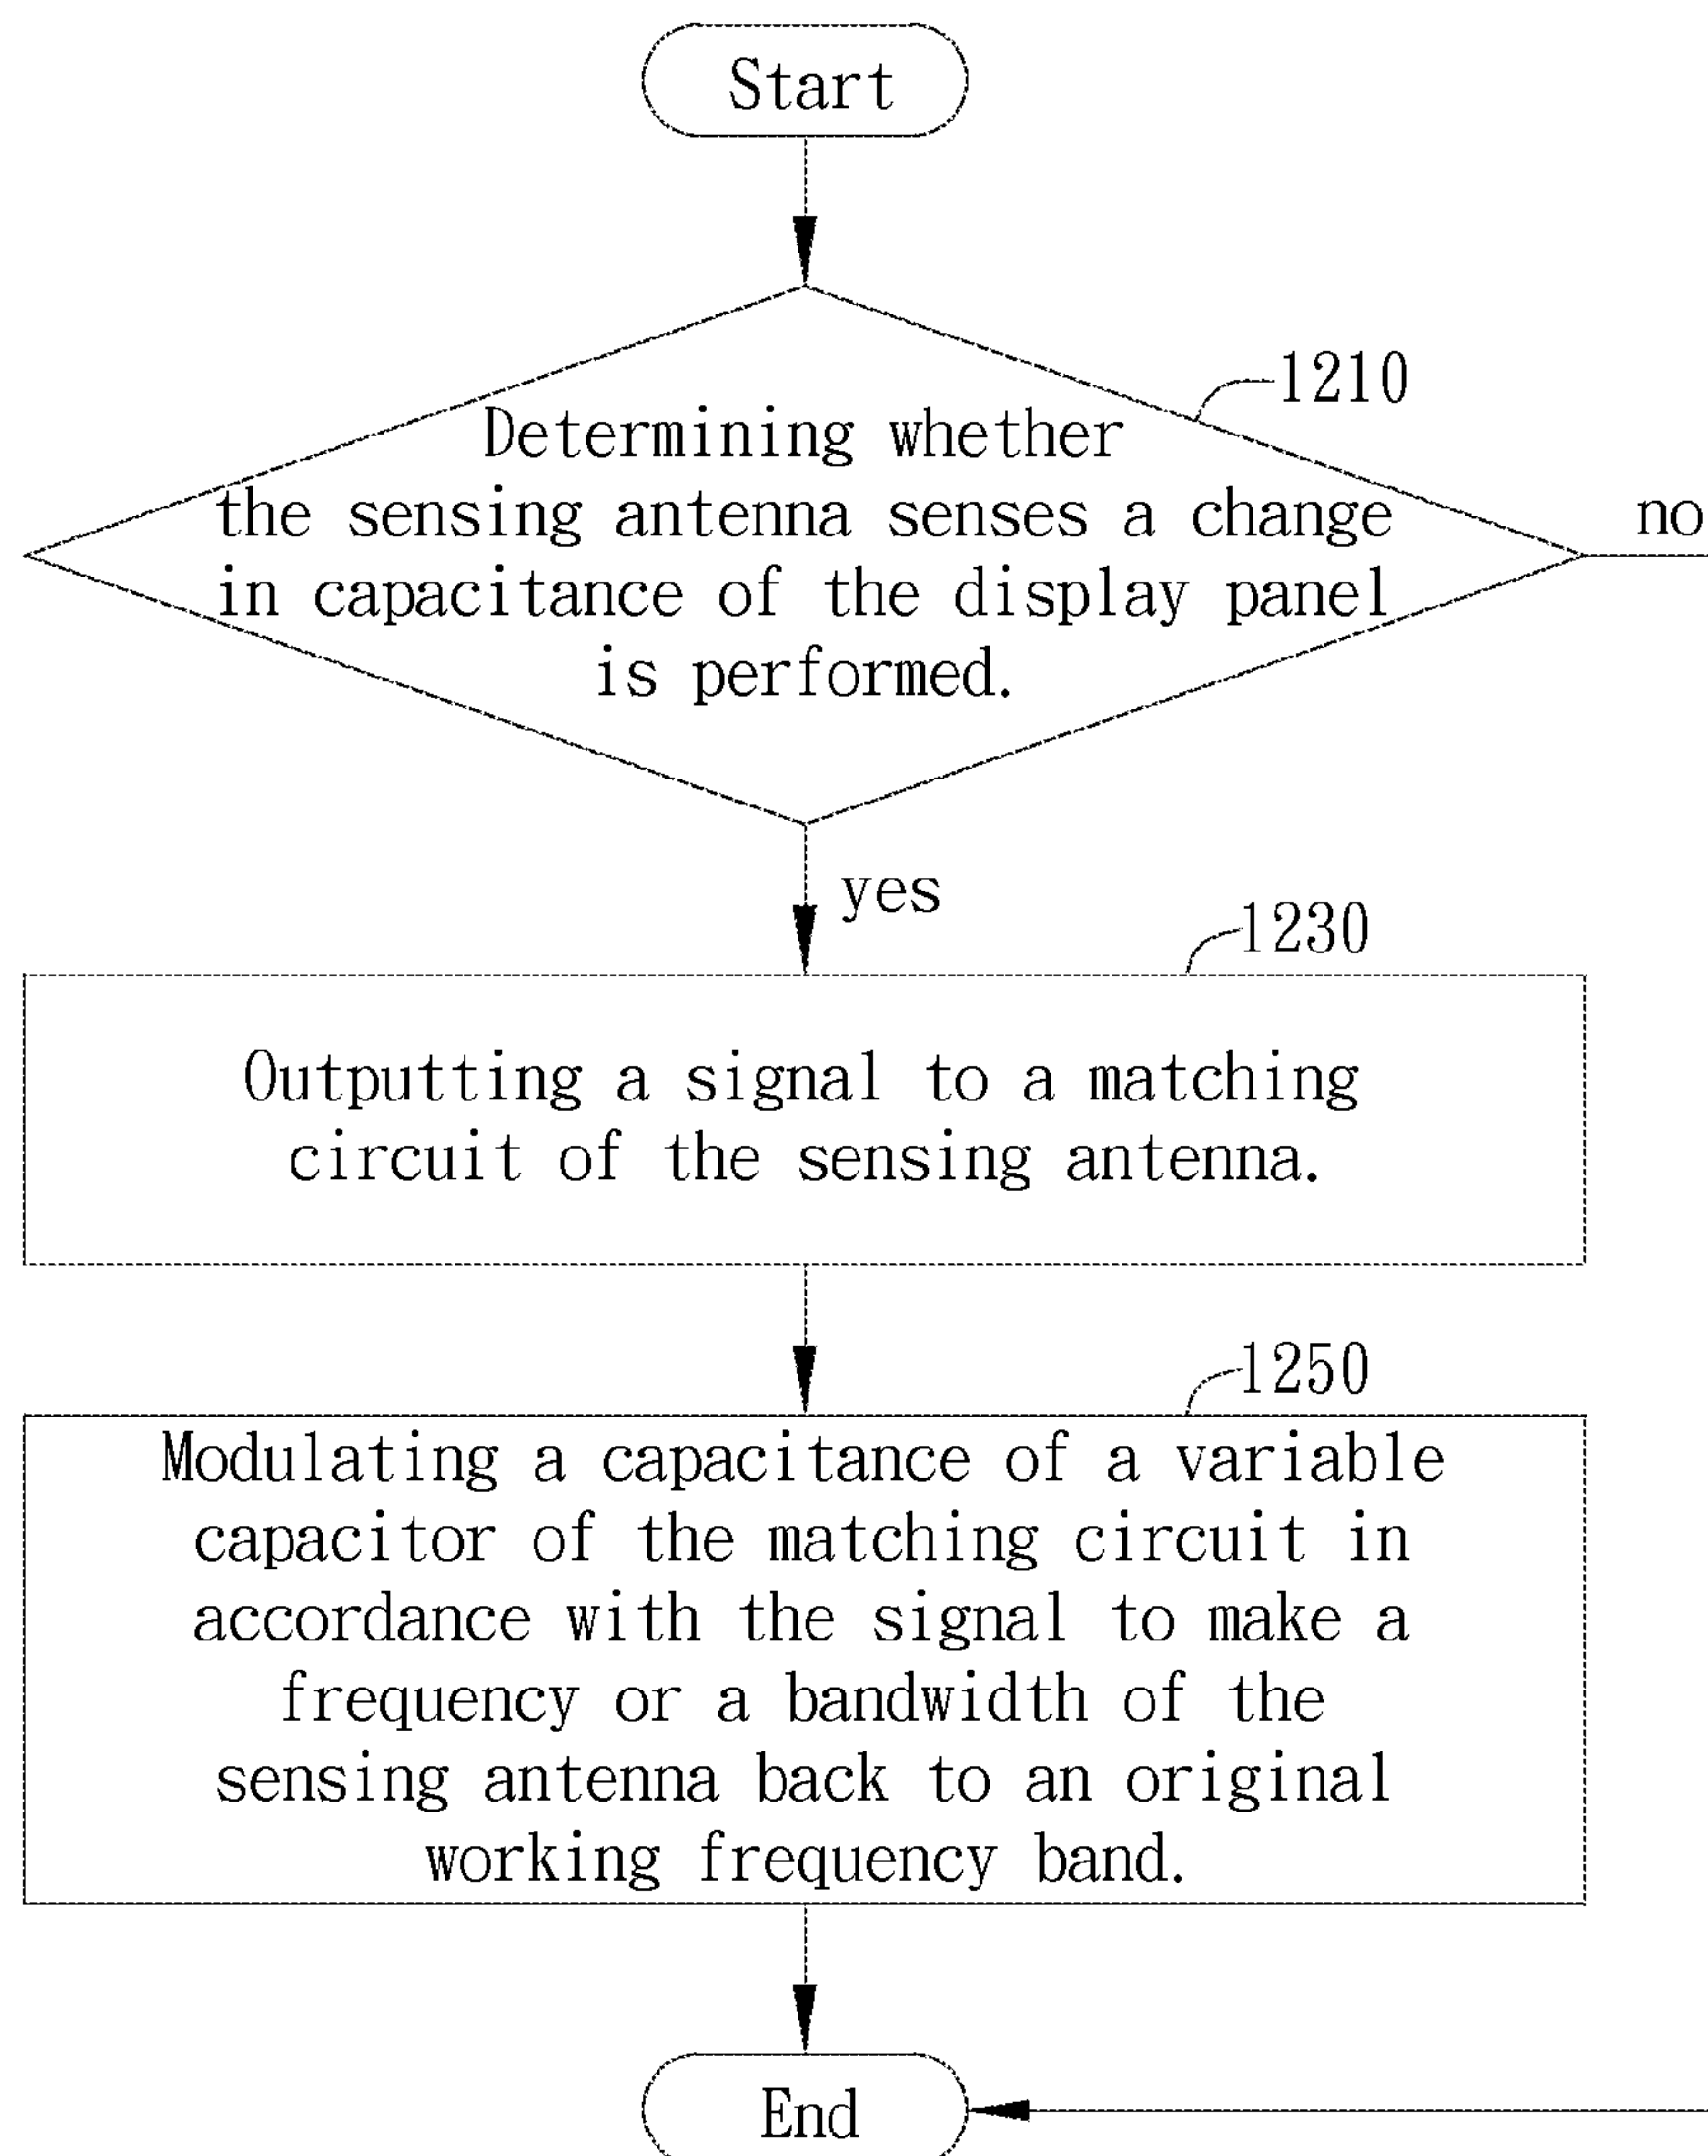 Start
1210
Determining whether
the sensing antenna senses a change
in capacitance of the display panel
is performed.
no
yes
1230
Outputting a signal to a matching
circuit of the sensing antenna.
1250
Modulating a capacitance of a variable
capacitor of the matching circuit in
accordance with the signal to make a
frequency or a bandwidth of the
sensing antenna back to an original
working frequency band.
End